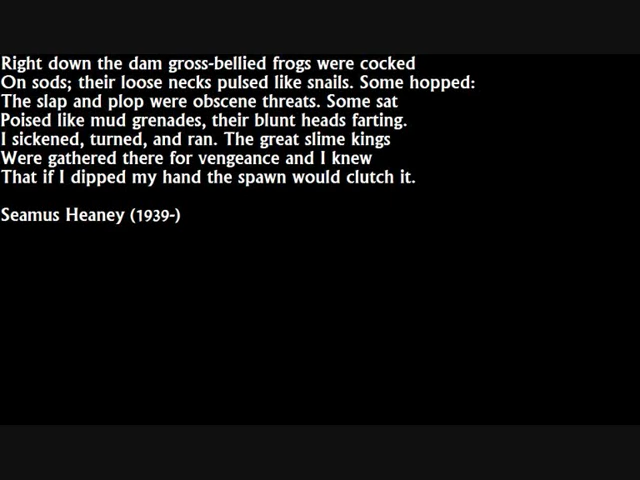 Right down the dam gross-bellied frogs were cocked
On sods; their loose necks pulsed like snails. Some hopped:
The slap and plop were obscene threats. Some sat
Poised like mud grenades, their blunt heads farting.
I sickened, turned, and ran. The great slime kings
Were gathered there for vengeance and I knew
That if I dipped my hand the spawn would clutch it.
Seamus Heaney (1939-)